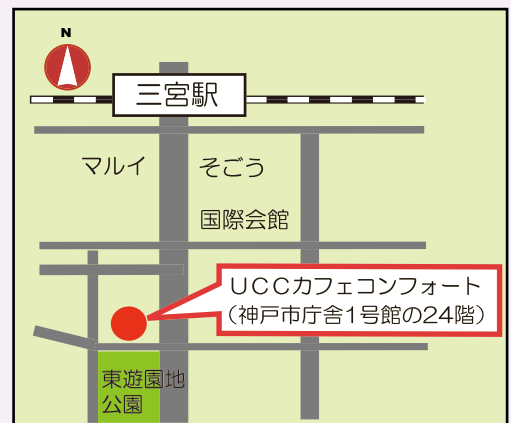 N
三宮駅
マルイ
そごう
国際会館
UCCカフェコンフォート
(神戸市庁舎1号館の24階)
東遊園地
公園